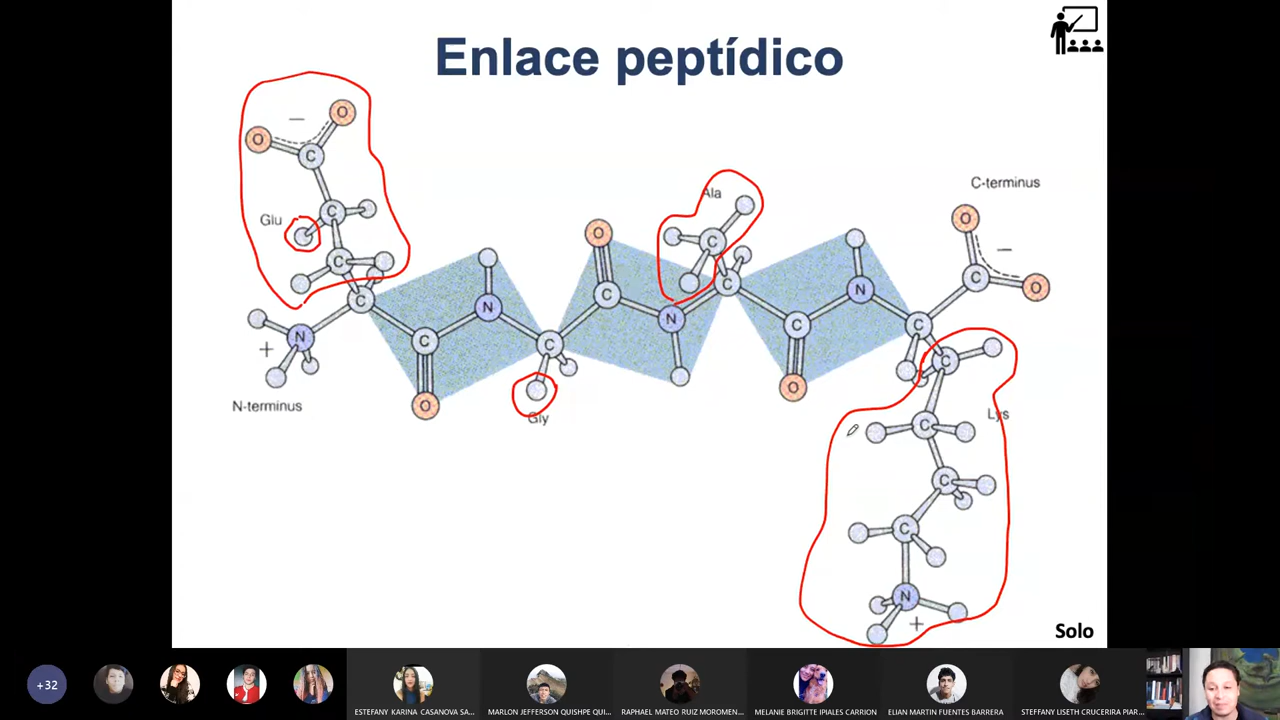 Enlace peptídico
O
O
−
C
Glu
C
C
C
N
+
N-terminus
C
O
N
C
Gly
O
C
N
Ala
C
C
C
O
N
C
C-terminus
O
−
C
O
C
Lys
C
C
C
N
+
Solo
+32
ESTEFANY KARINA CASANOVA SA...
MARLON JEFFERSON QUISHPE QUI...
RAPHAEL MATEO RUIZ MOROMEN...
MELANIE BRIGITTE IPIALES CARRION
ELIAN MARTIN FUENTES BARRERA
STEFFANY LISETH CRUCERIRA PIAR...